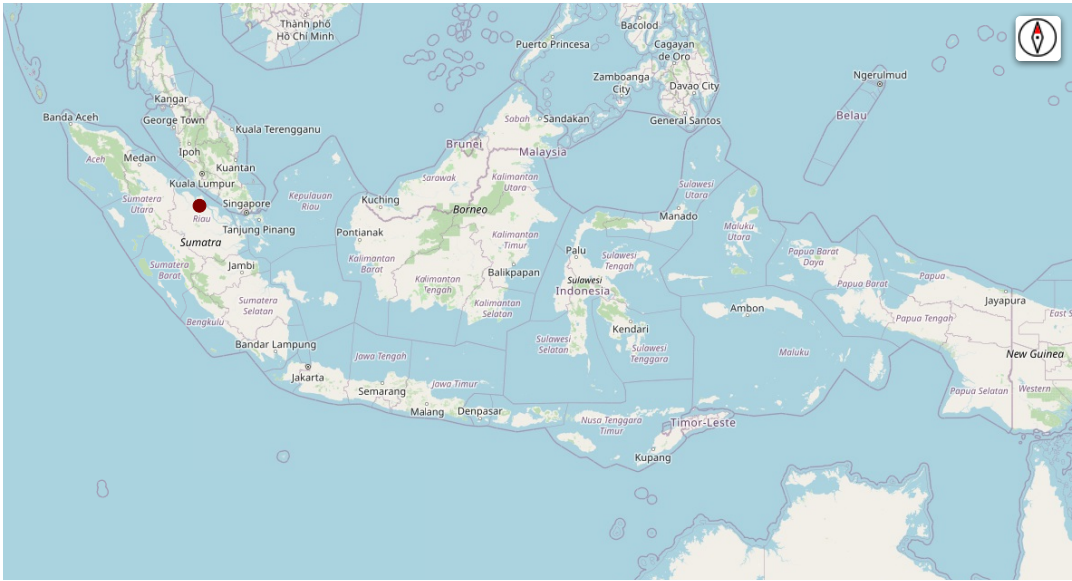 Thành phố
Hồ Chí Minh
Bacolod
Puerto Princesa
Cagayan
de Oro
Zamboanga
City
Davao City
Ngerulmud
Kangar
Banda Aceh
George Town
Kuala Terengganu
Sabah
Sandakan
General Santos
Belau
Ipoh
Brunei
Malaysia
Aceh
Medan
Kuantan
Kuala Lumpur
Sarawak
Kalimantan
Utara
Sulawesi
Utara
Sumatera
Utara
Singapore
Kepulauan
Riau
Kuching
Borneo
Manado
Riau
Tanjung Pinang
Pontianak
Kalimantan
Timur
Maluku
Utara
Sumatra
Palu
Sulawesi
Tengah
Papua Barat
Daya
Sumatera
Barat
Jambi
Kalimantan
Barat
Balikpapan
Kalimantan
Tengah
Sulawesi
Indonesia
Papua Barat
Papua
Sumatera
Selatan
Kalimantan
Selatan
Jayapura
Ambon
Papua Tengah
East S
Bengkulu
Kendari
Bandar Lampung
Sulawesi
Selatan
Sulawesi
Tenggara
Jawa Tengah
Maluku
New Guinea
Jakarta
Semarang
Jawa Timur
Papua Selatan
Western
Malang
Denpasar
Nusa Tenggara
Timur
Timor-Leste
Kupang